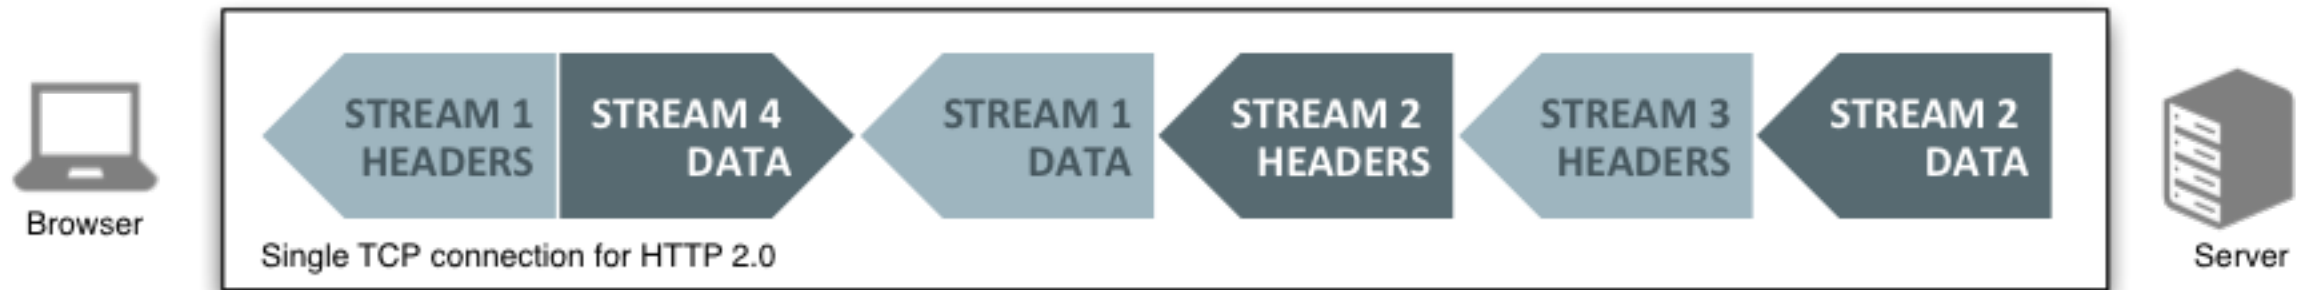 STREAM 1
HEADERS
STREAM 4
DATA
STREAM 1
DATA
STREAM 2
HEADERS
STREAM 3
HEADERS
STREAM 2
DATA
Browser
Single TCP connection for HTTP 2.0
Server